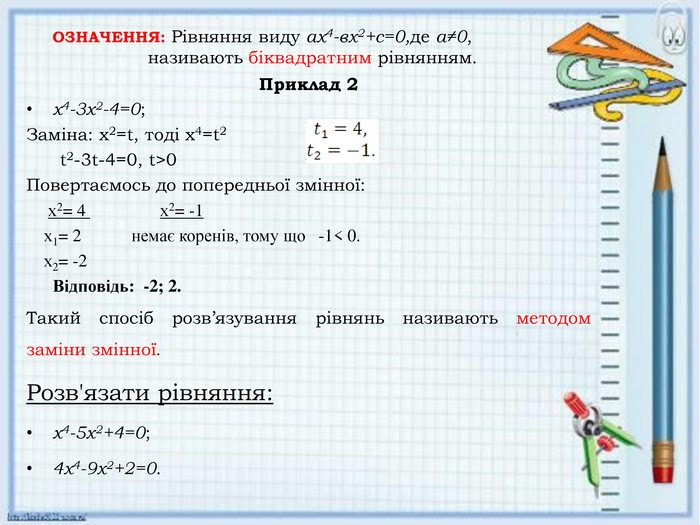 ОЗНАЧЕННЯ: Рівняння виду ах⁴-вх²+с=0,де а≠0,
називають біквадратним рівнянням.
Приклад 2
• х⁴-3х²-4=0;
Заміна: х²=t, тоді х⁴=t²
t₁ = 4,
t₂ = −1.
t²-3t-4=0, t>0
Повертаємось до попередньої змінної:
х²= 4 х²= -1
х₁= 2 немає коренів, тому що -1< 0.
х₂= -2
Відповідь: -2; 2.
Такий спосіб розв’язування рівнянь називають методом
заміни змінної.
Розв'язати рівняння:
• х⁴-5х²+4=0;
• 4х⁴-9х²+2=0.